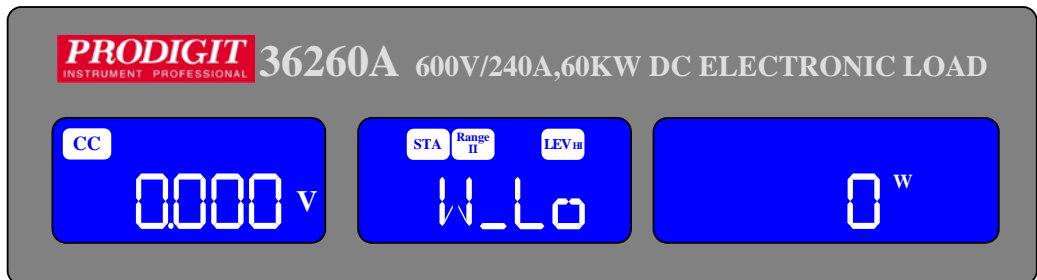 PRODIGIT
INSTRUMENT PROFESSIONAL
36260A 600V/240A,60KW DC ELECTRONIC LOAD
CC
0.000 V
STA Range II LEV HI
W_Lo
0 W